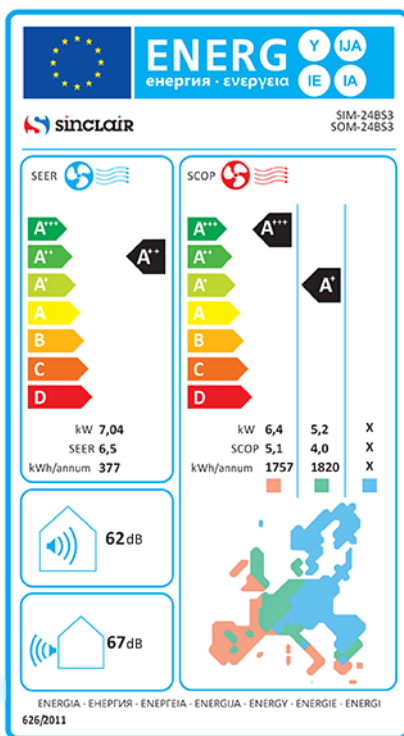 ENERG
енергия · ενεργεια
Y IJA
IE IA
SINCLAIR
SIM-24BS3
SOM-24BS3
SEER
A+++
A++
A+
A
B
C
D
A++
kW 7,04
SEER 6,5
kWh/annum 377
SCOP
A+++
A++
A+
A
B
C
D
A+++
A+
kW 6,4 5,2 X
SCOP 5,1 4,0 X
kWh/annum 1757 1820 X
62dB
67dB
ENERGIA - ЕНЕРГИЯ - ΕΝΕΡΓΕΙΑ - ENERGIJA - ENERGY - ENERGIE - ENERGI
626/2011